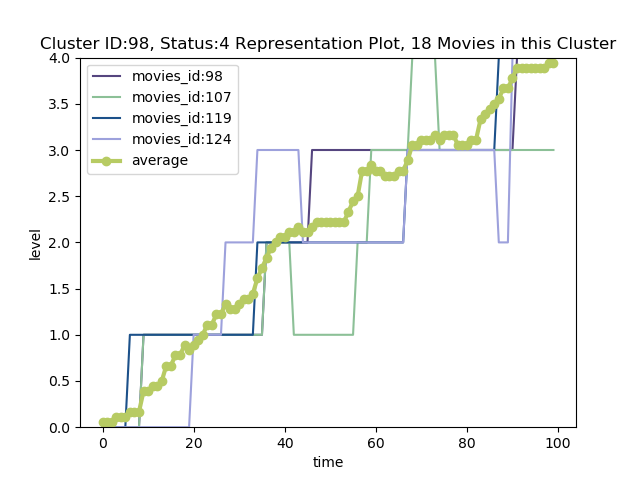 Cluster ID:98, Status:4 Representation Plot, 18 Movies in this Cluster
movies_id:98
movies_id:107
movies_id:119
movies_id:124
average
4.0
3.5
3.0
2.5
2.0
1.5
1.0
0.5
0.0
level
0 20 40 60 80 100
time